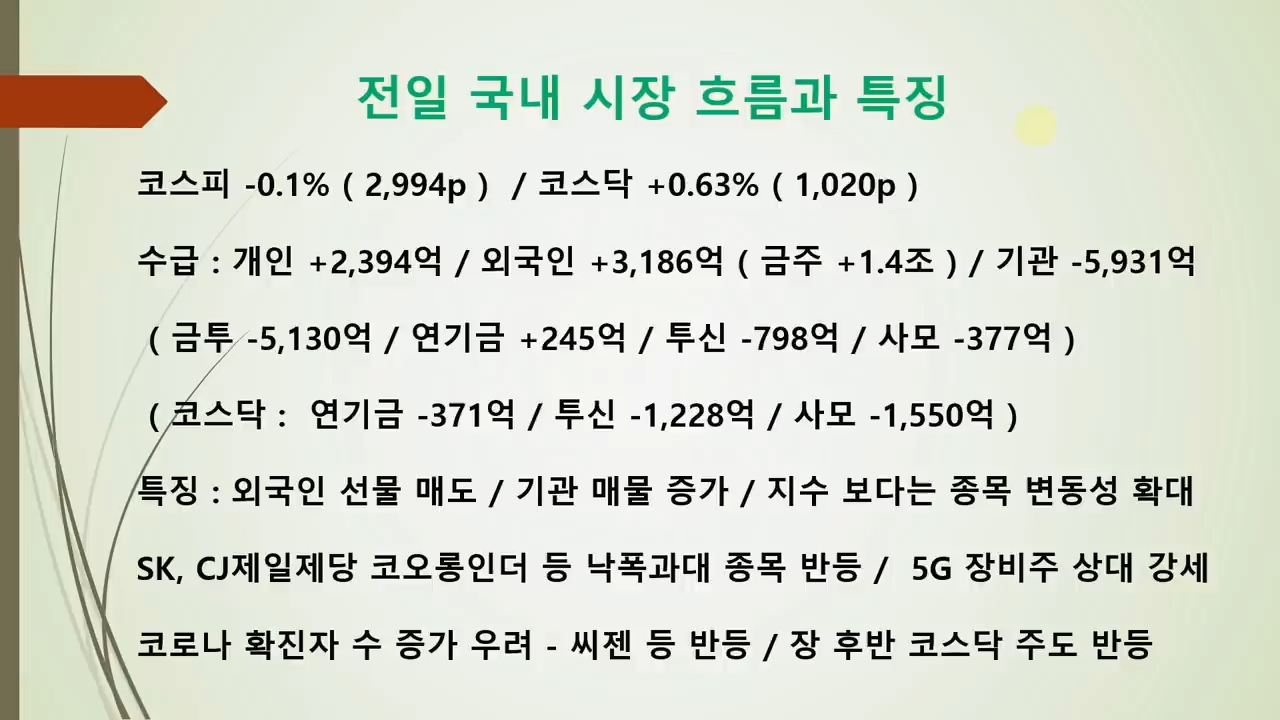 전일 국내 시장 흐름과 특징
코스피 -0.1% ( 2,994p ) / 코스닥 +0.63% ( 1,020p )
수급 : 개인 +2,394억 / 외국인 +3,186억 ( 금주 +1.4조 ) / 기관 -5,931억
( 금투 -5,130억 / 연기금 +245억 / 투신 -798억 / 사모 -377억 )
( 코스닥 : 연기금 -371억 / 투신 -1,228억 / 사모 -1,550억 )
특징 : 외국인 선물 매도 / 기관 매물 증가 / 지수 보다는 종목 변동성 확대
SK, CJ제일제당 코오롱인더 등 낙폭과대 종목 반등 / 5G 장비주 상대 강세
코로나 확진자 수 증가 우려 - 씨젠 등 반등 / 장 후반 코스닥 주도 반등